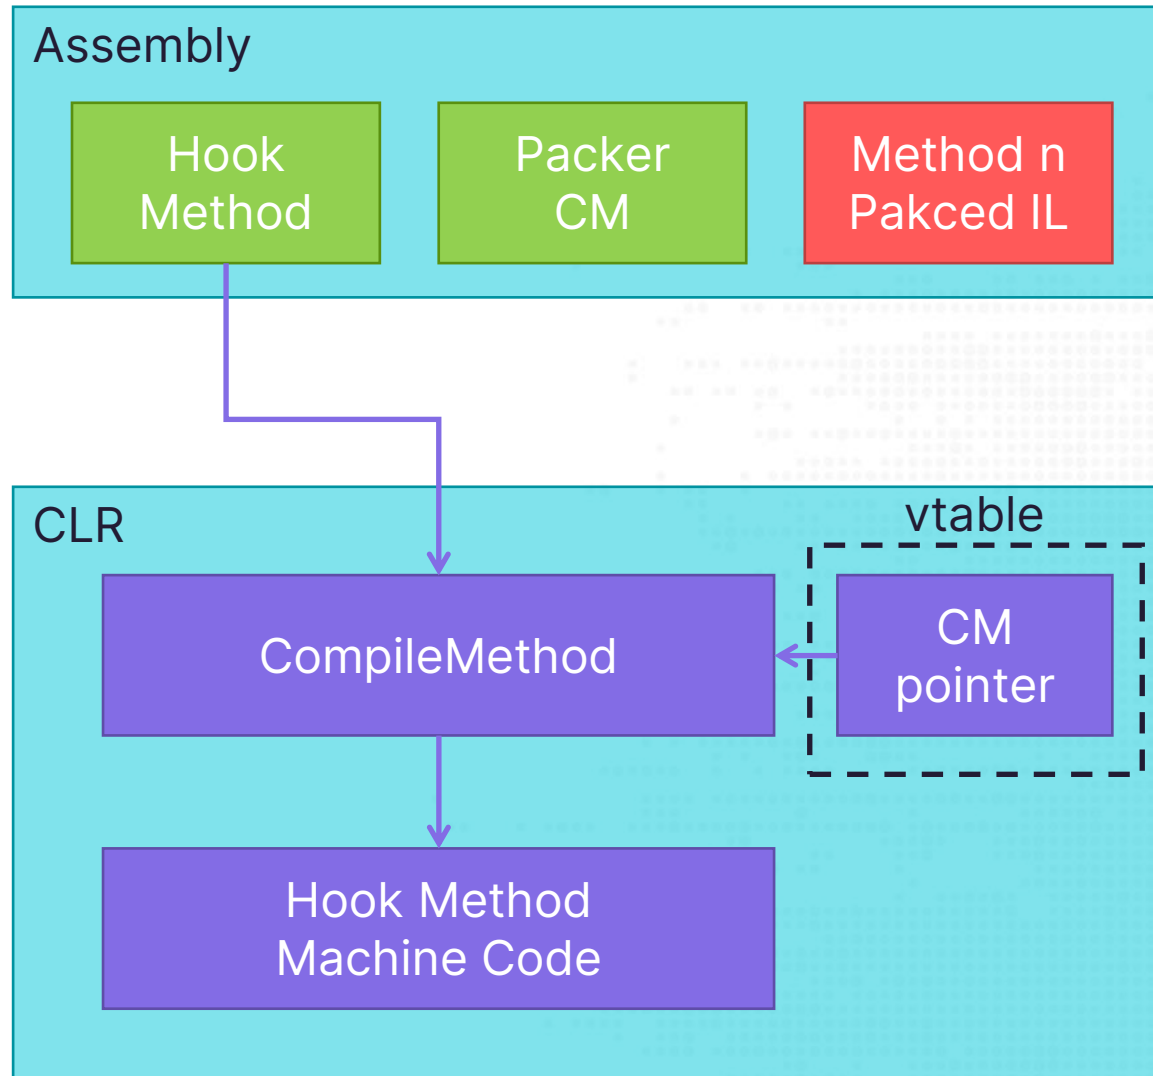 Assembly
Hook
Method
Packer
CM
Method n
Pakced IL
CLR
vtable
CompileMethod
CM
pointer
Hook Method
Machine Code